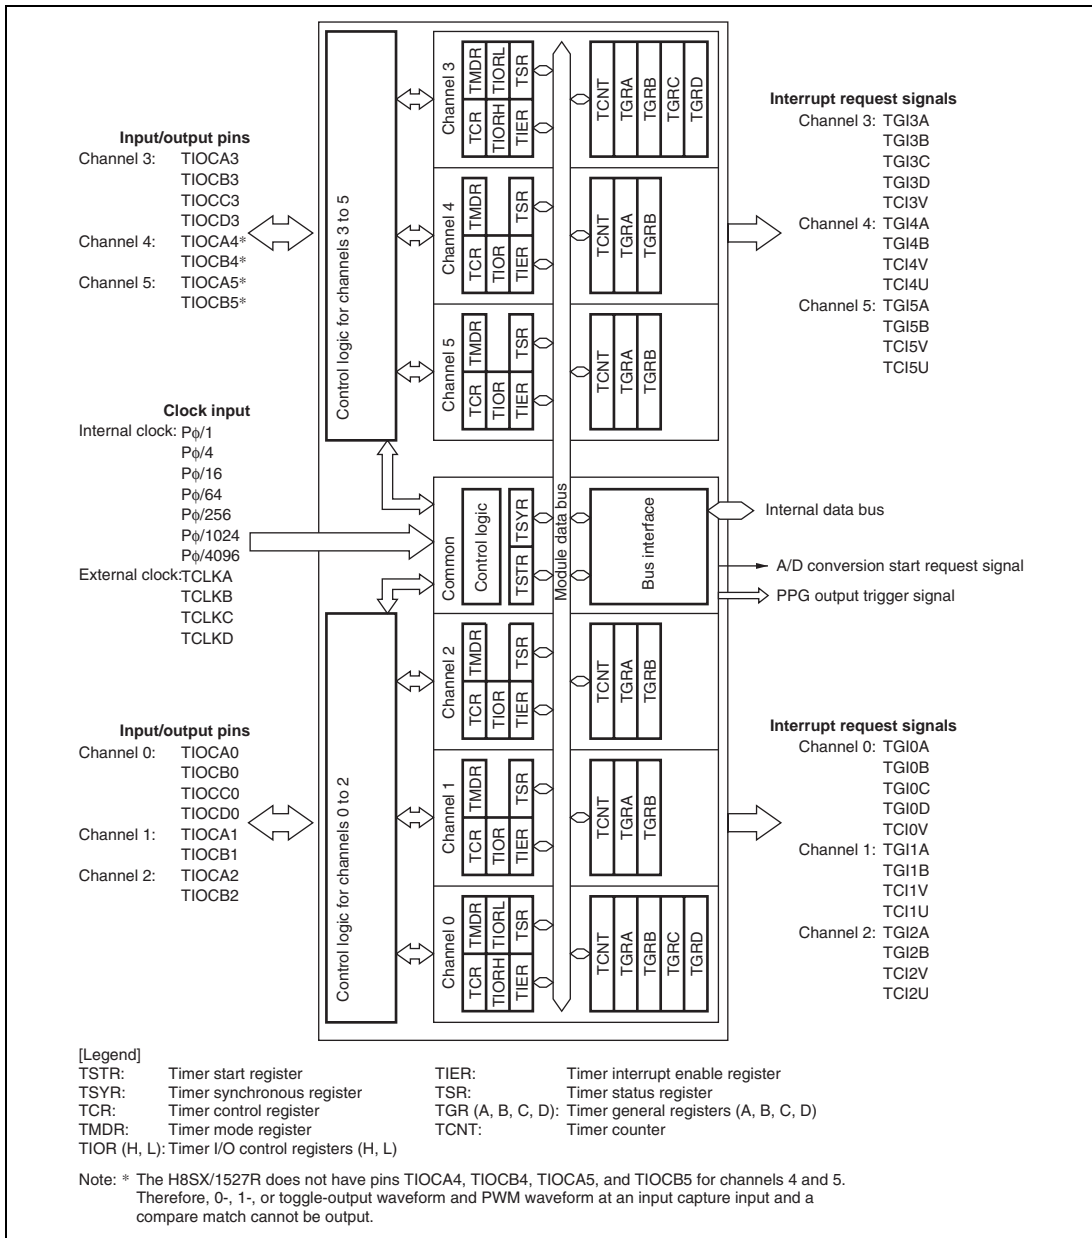 Input/output pins
Channel 3: TIOCA3
TIOCB3
TIOCC3
TIOCD3
Channel 4: TIOCA4*
TIOCB4*
Channel 5: TIOCA5*
TIOCB5*
Clock input
Internal clock: Pϕ/1
Pϕ/4
Pϕ/16
Pϕ/64
Pϕ/256
Pϕ/1024
Pϕ/4096
External clock:TCLKA
TCLKB
TCLKC
TCLKD
Input/output pins
Channel 0: TIOCA0
TIOCB0
TIOCC0
TIOCD0
Channel 1: TIOCA1
TIOCB1
Channel 2: TIOCA2
TIOCB2
Control logic for channels 3 to 5
Control logic for channels 0 to 2
Channel 3
TCR TMDR
TIORH TIORL
TIER TSR
TCNT
TGRA
TGRB
TGRC
TGRD
Channel 4
TCR TMDR
TIOR
TIER TSR
TCNT
TGRA
TGRB
Channel 5
TCR TMDR
TIOR
TIER TSR
TCNT
TGRA
TGRB
Common
Control logic
TSTR TSYR
Module data bus
Bus interface
Channel 2
TCR TMDR
TIOR
TIER TSR
TCNT
TGRA
TGRB
Channel 1
TCR TMDR
TIOR
TIER TSR
TCNT
TGRA
TGRB
Channel 0
TCR TMDR
TIORH TIORL
TIER TSR
TCNT
TGRA
TGRB
TGRC
TGRD
Interrupt request signals
Channel 3: TGI3A
TGI3B
TGI3C
TGI3D
TCI3V
Channel 4: TGI4A
TGI4B
TCI4V
TCI4U
Channel 5: TGI5A
TGI5B
TCI5V
TCI5U
Internal data bus
A/D conversion start request signal
PPG output trigger signal
Interrupt request signals
Channel 0: TGI0A
TGI0B
TGI0C
TGI0D
TCI0V
Channel 1: TGI1A
TGI1B
TCI1V
TCI1U
Channel 2: TGI2A
TGI2B
TCI2V
TCI2U
[Legend]
TSTR: Timer start register
TSYR: Timer synchronous register
TCR: Timer control register
TMDR: Timer mode register
TIOR (H, L): Timer I/O control registers (H, L)
TIER: Timer interrupt enable register
TSR: Timer status register
TGR (A, B, C, D): Timer general registers (A, B, C, D)
TCNT: Timer counter
Note: * The H8SX/1527R does not have pins TIOCA4, TIOCB4, TIOCA5, and TIOCB5 for channels 4 and 5.
Therefore, 0-, 1-, or toggle-output waveform and PWM waveform at an input capture input and a
compare match cannot be output.